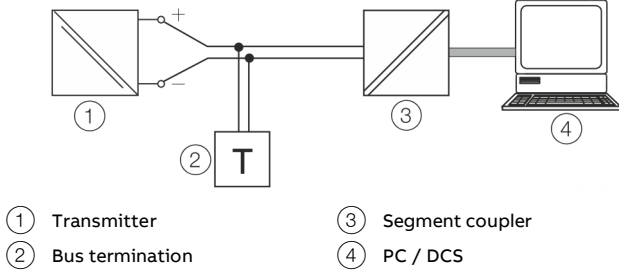 +
−
1
3
4
2
T
1 Transmitter
3 Segment coupler
2 Bus termination
4 PC / DCS